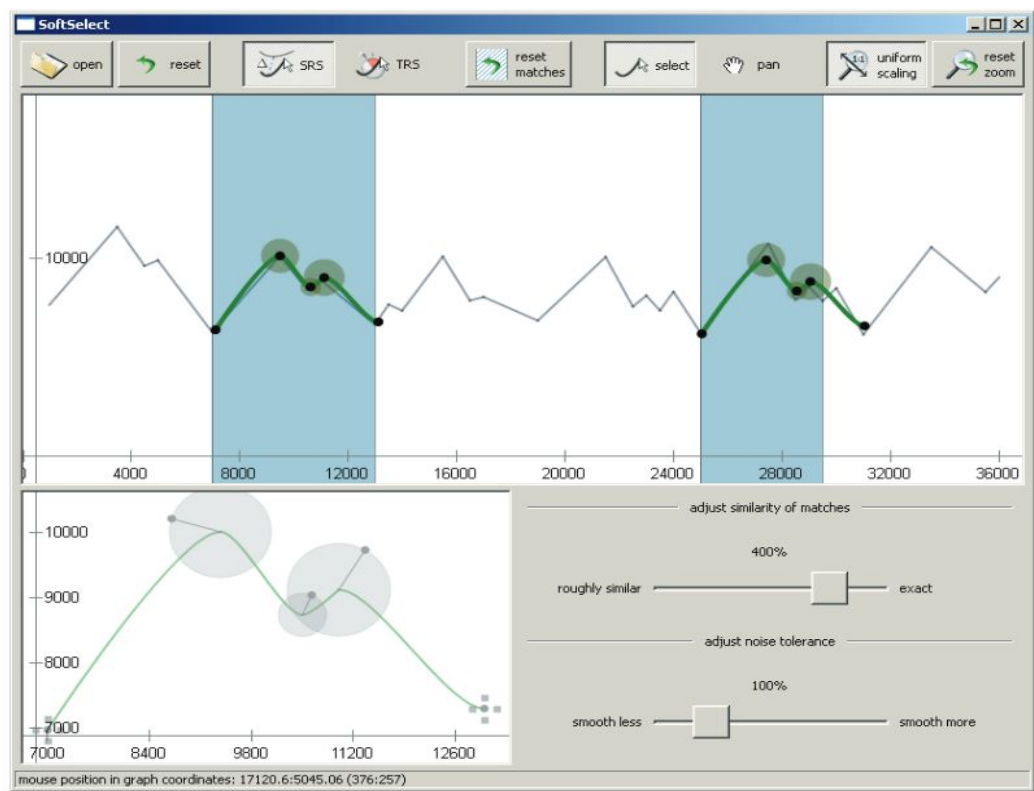 SoftSelect
open reset SRS TRS reset matches select pan uniform scaling reset zoom
1:1
10000
4000 8000 12000 16000 20000 24000 28000 32000 36000
10000
9000
8000
7000
7000 8400 9800 11200 12600
adjust similarity of matches
400%
roughly similar exact
adjust noise tolerance
100%
smooth less smooth more
mouse position in graph coordinates: 17120.6:5045.06 (376:257)